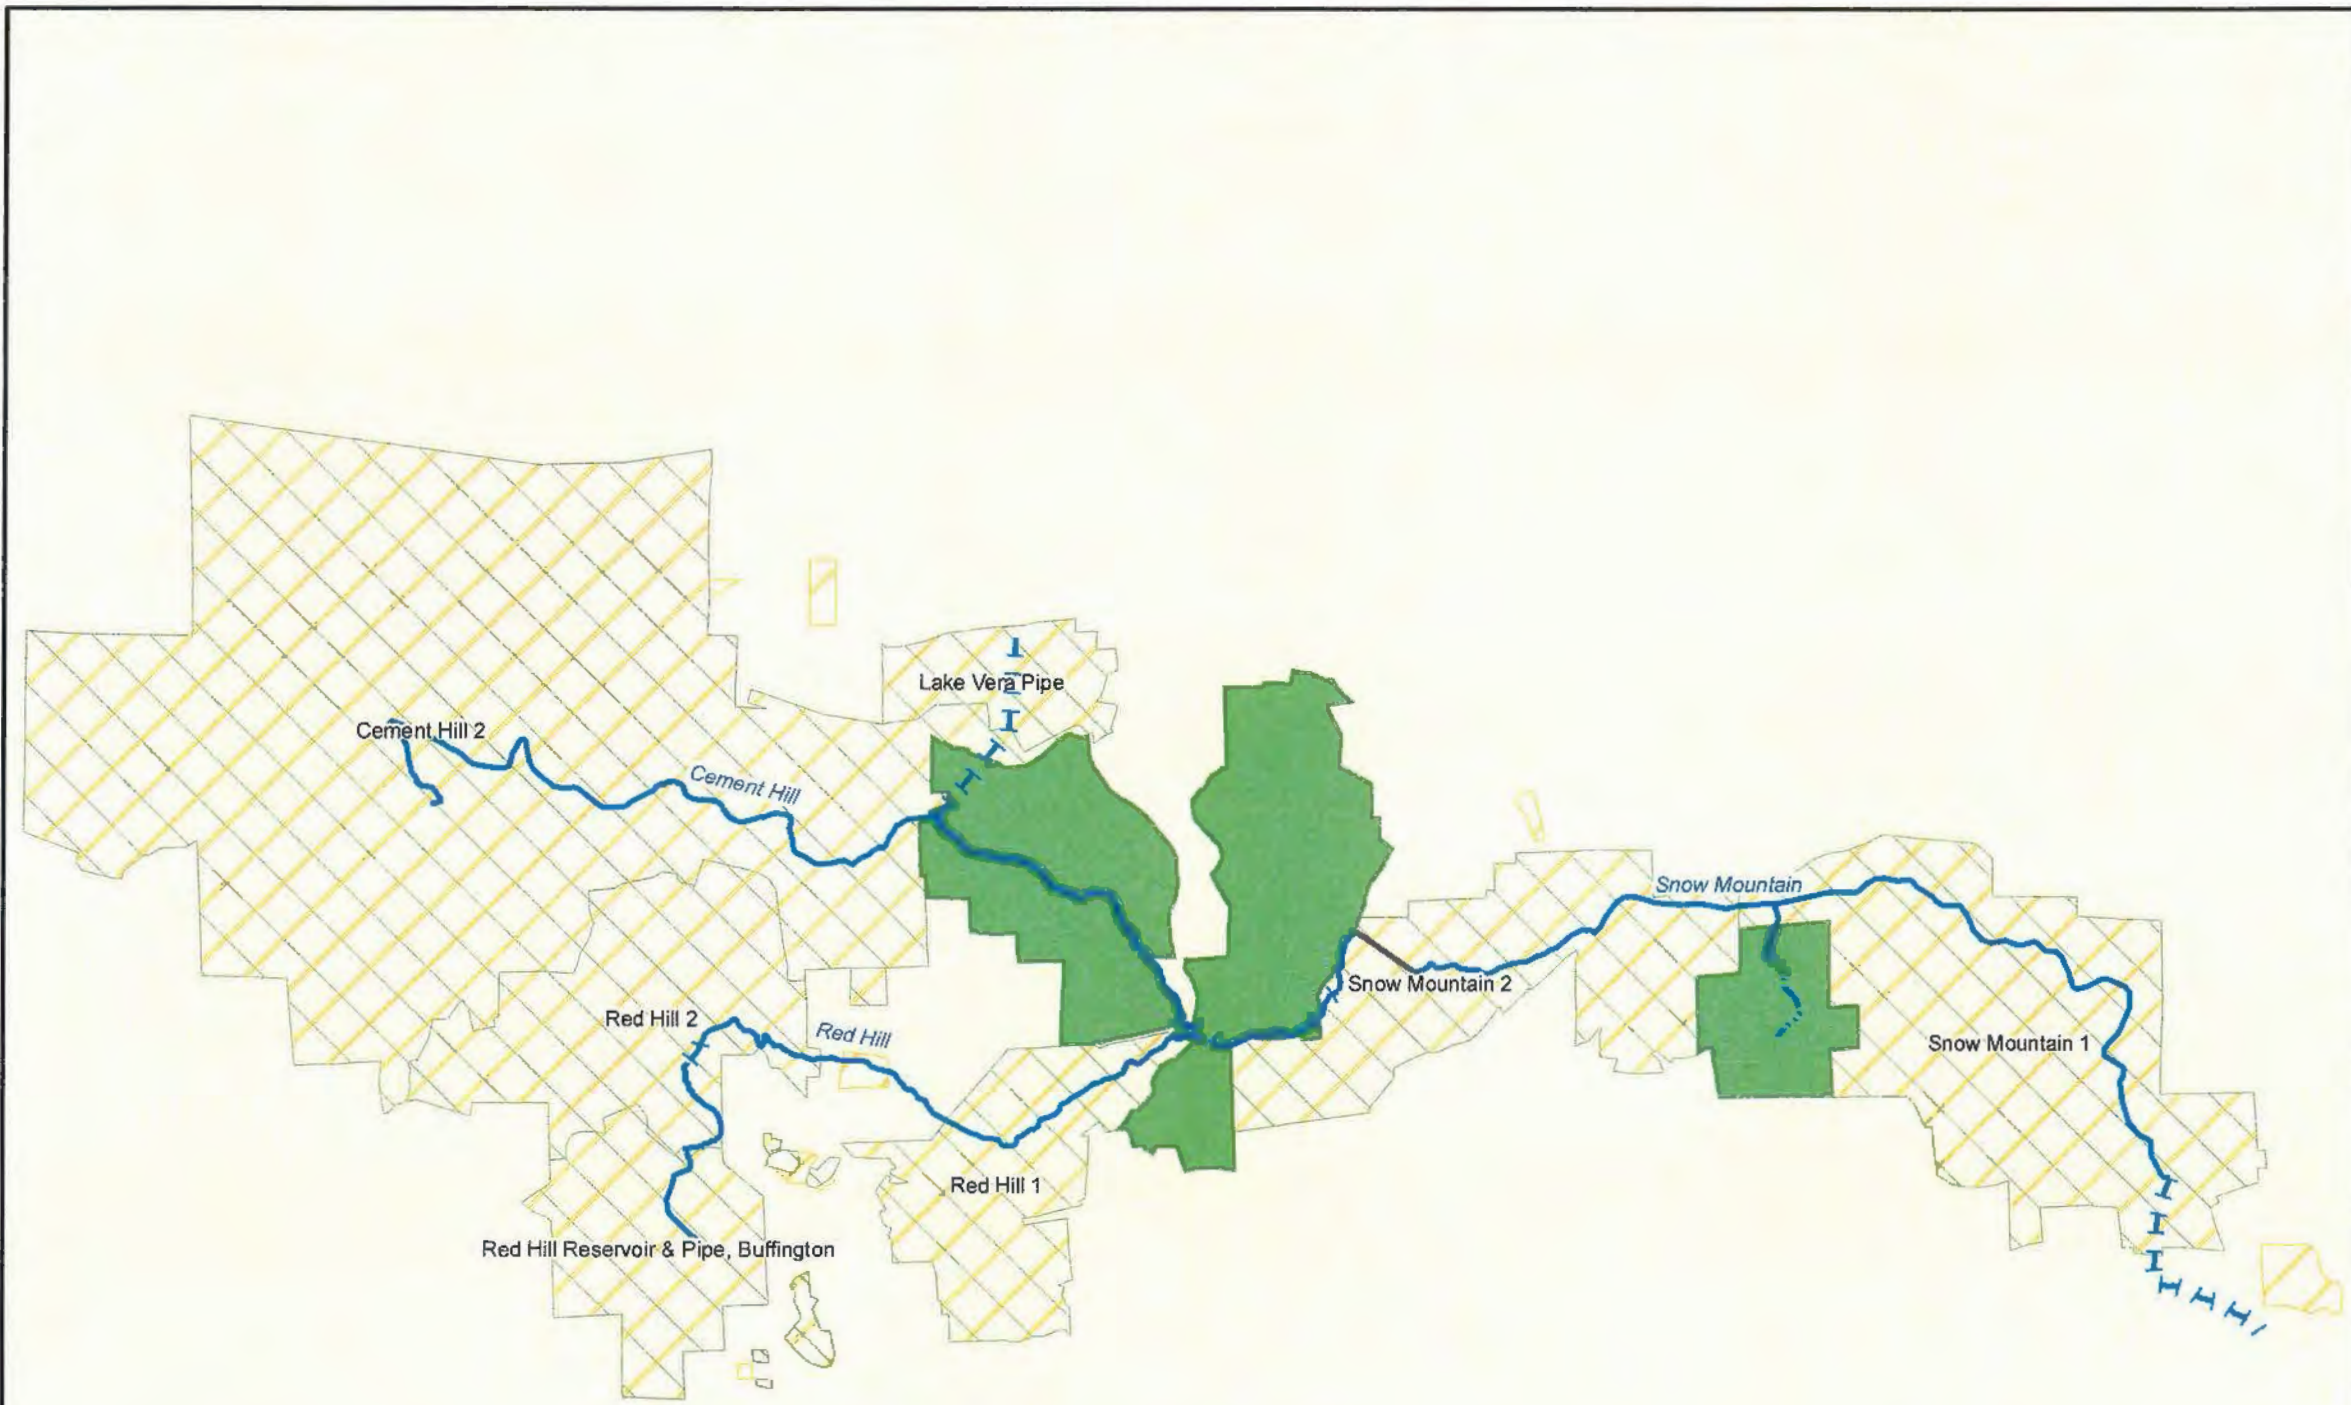 Lake Vera Pipe
Cement Hill 2
Cement Hill
Snow Mountain
Snow Mountain 2
Red Hill 2
Red Hill
Snow Mountain 1
Red Hill 1
Red Hill Reservoir & Pipe, Buffington